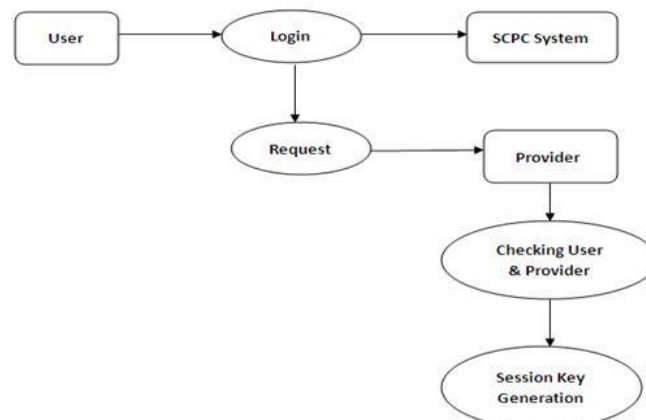 User
Login
SCPC System
Request
Provider
Checking User
& Provider
Session Key
Generation